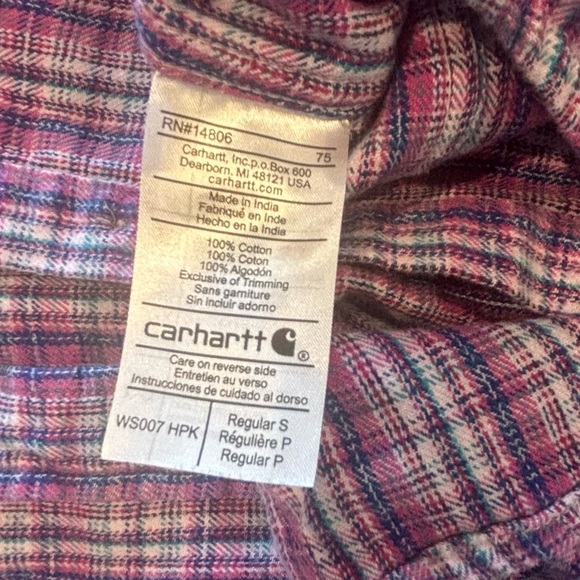 RN#14806
75
Carhartt, Inc.p.o.Box 600
Dearborn, MI 48121 USA
carhartt.com
Made in India
Fabriqué en Inde
Hecho en la India
100% Cotton
100% Coton
100% Algodón
Exclusive of Trimming
Sans garniture
Sin incluir adorno
carhartt ®
Care on reverse side
Entretien au verso
Instrucciones de cuidado al dorso
WS007 HPK
Regular S
Régulière P
Regular P